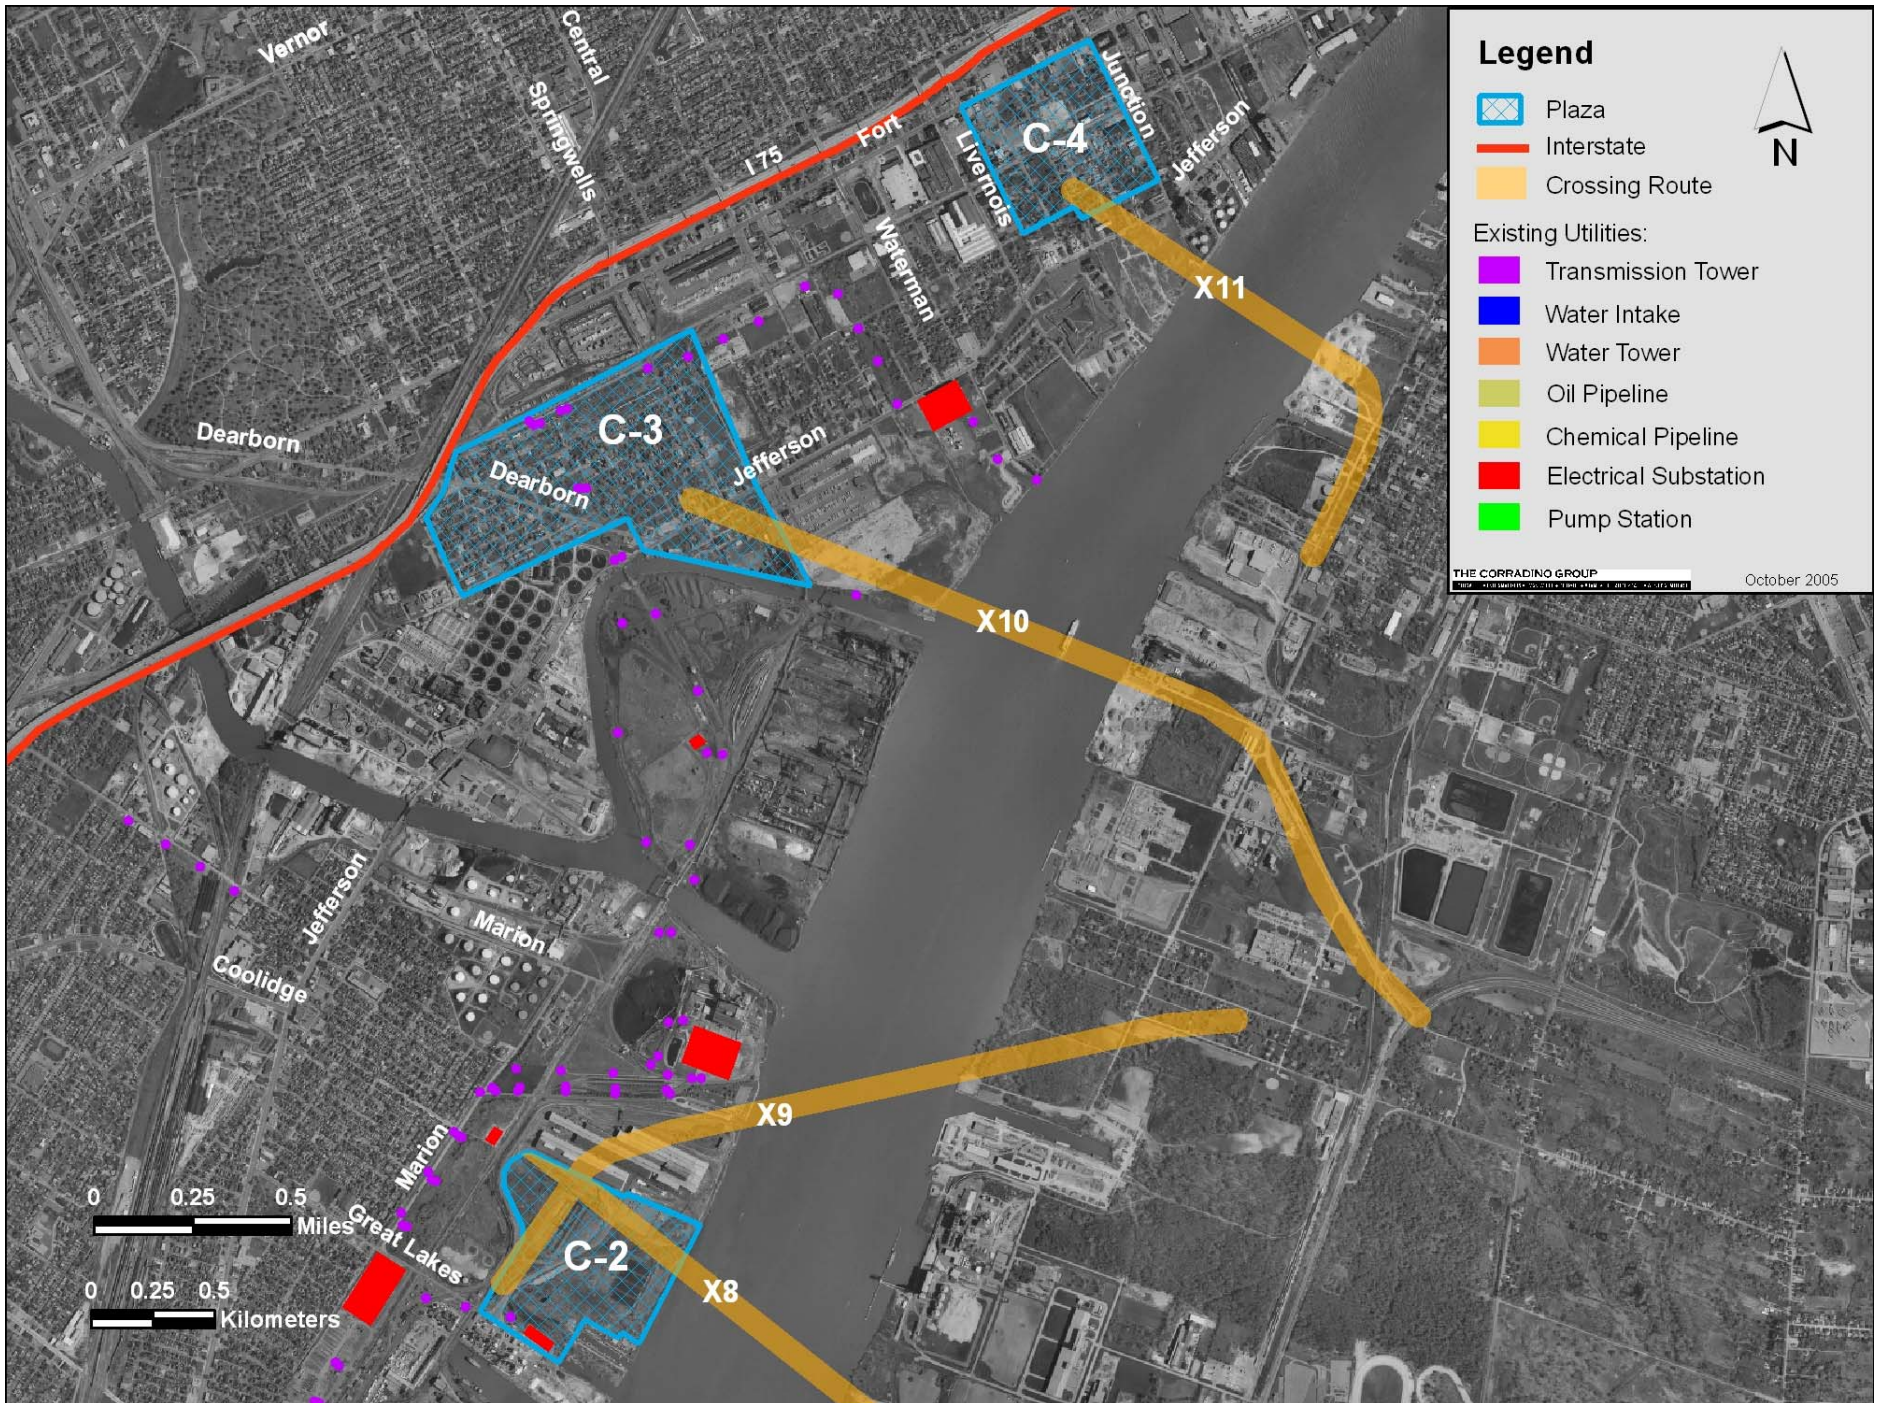 Vernor
Central
Springwells
I 75
Fort
Junction
C-4
Livernois
Jefferson
Waterman
X11
Dearborn
C-3
Dearborn
Jefferson
X10
Jefferson
Marion
Coolidge
X9
Marion
Great Lakes
C-2
X8
0 0.25 0.5
Miles
0 0.25 0.5
Kilometers
Legend
Plaza
Interstate
Crossing Route
N
Existing Utilities:
Transmission Tower
Water Intake
Water Tower
Oil Pipeline
Chemical Pipeline
Electrical Substation
Pump Station
THE CORRADINO GROUP
October 2005